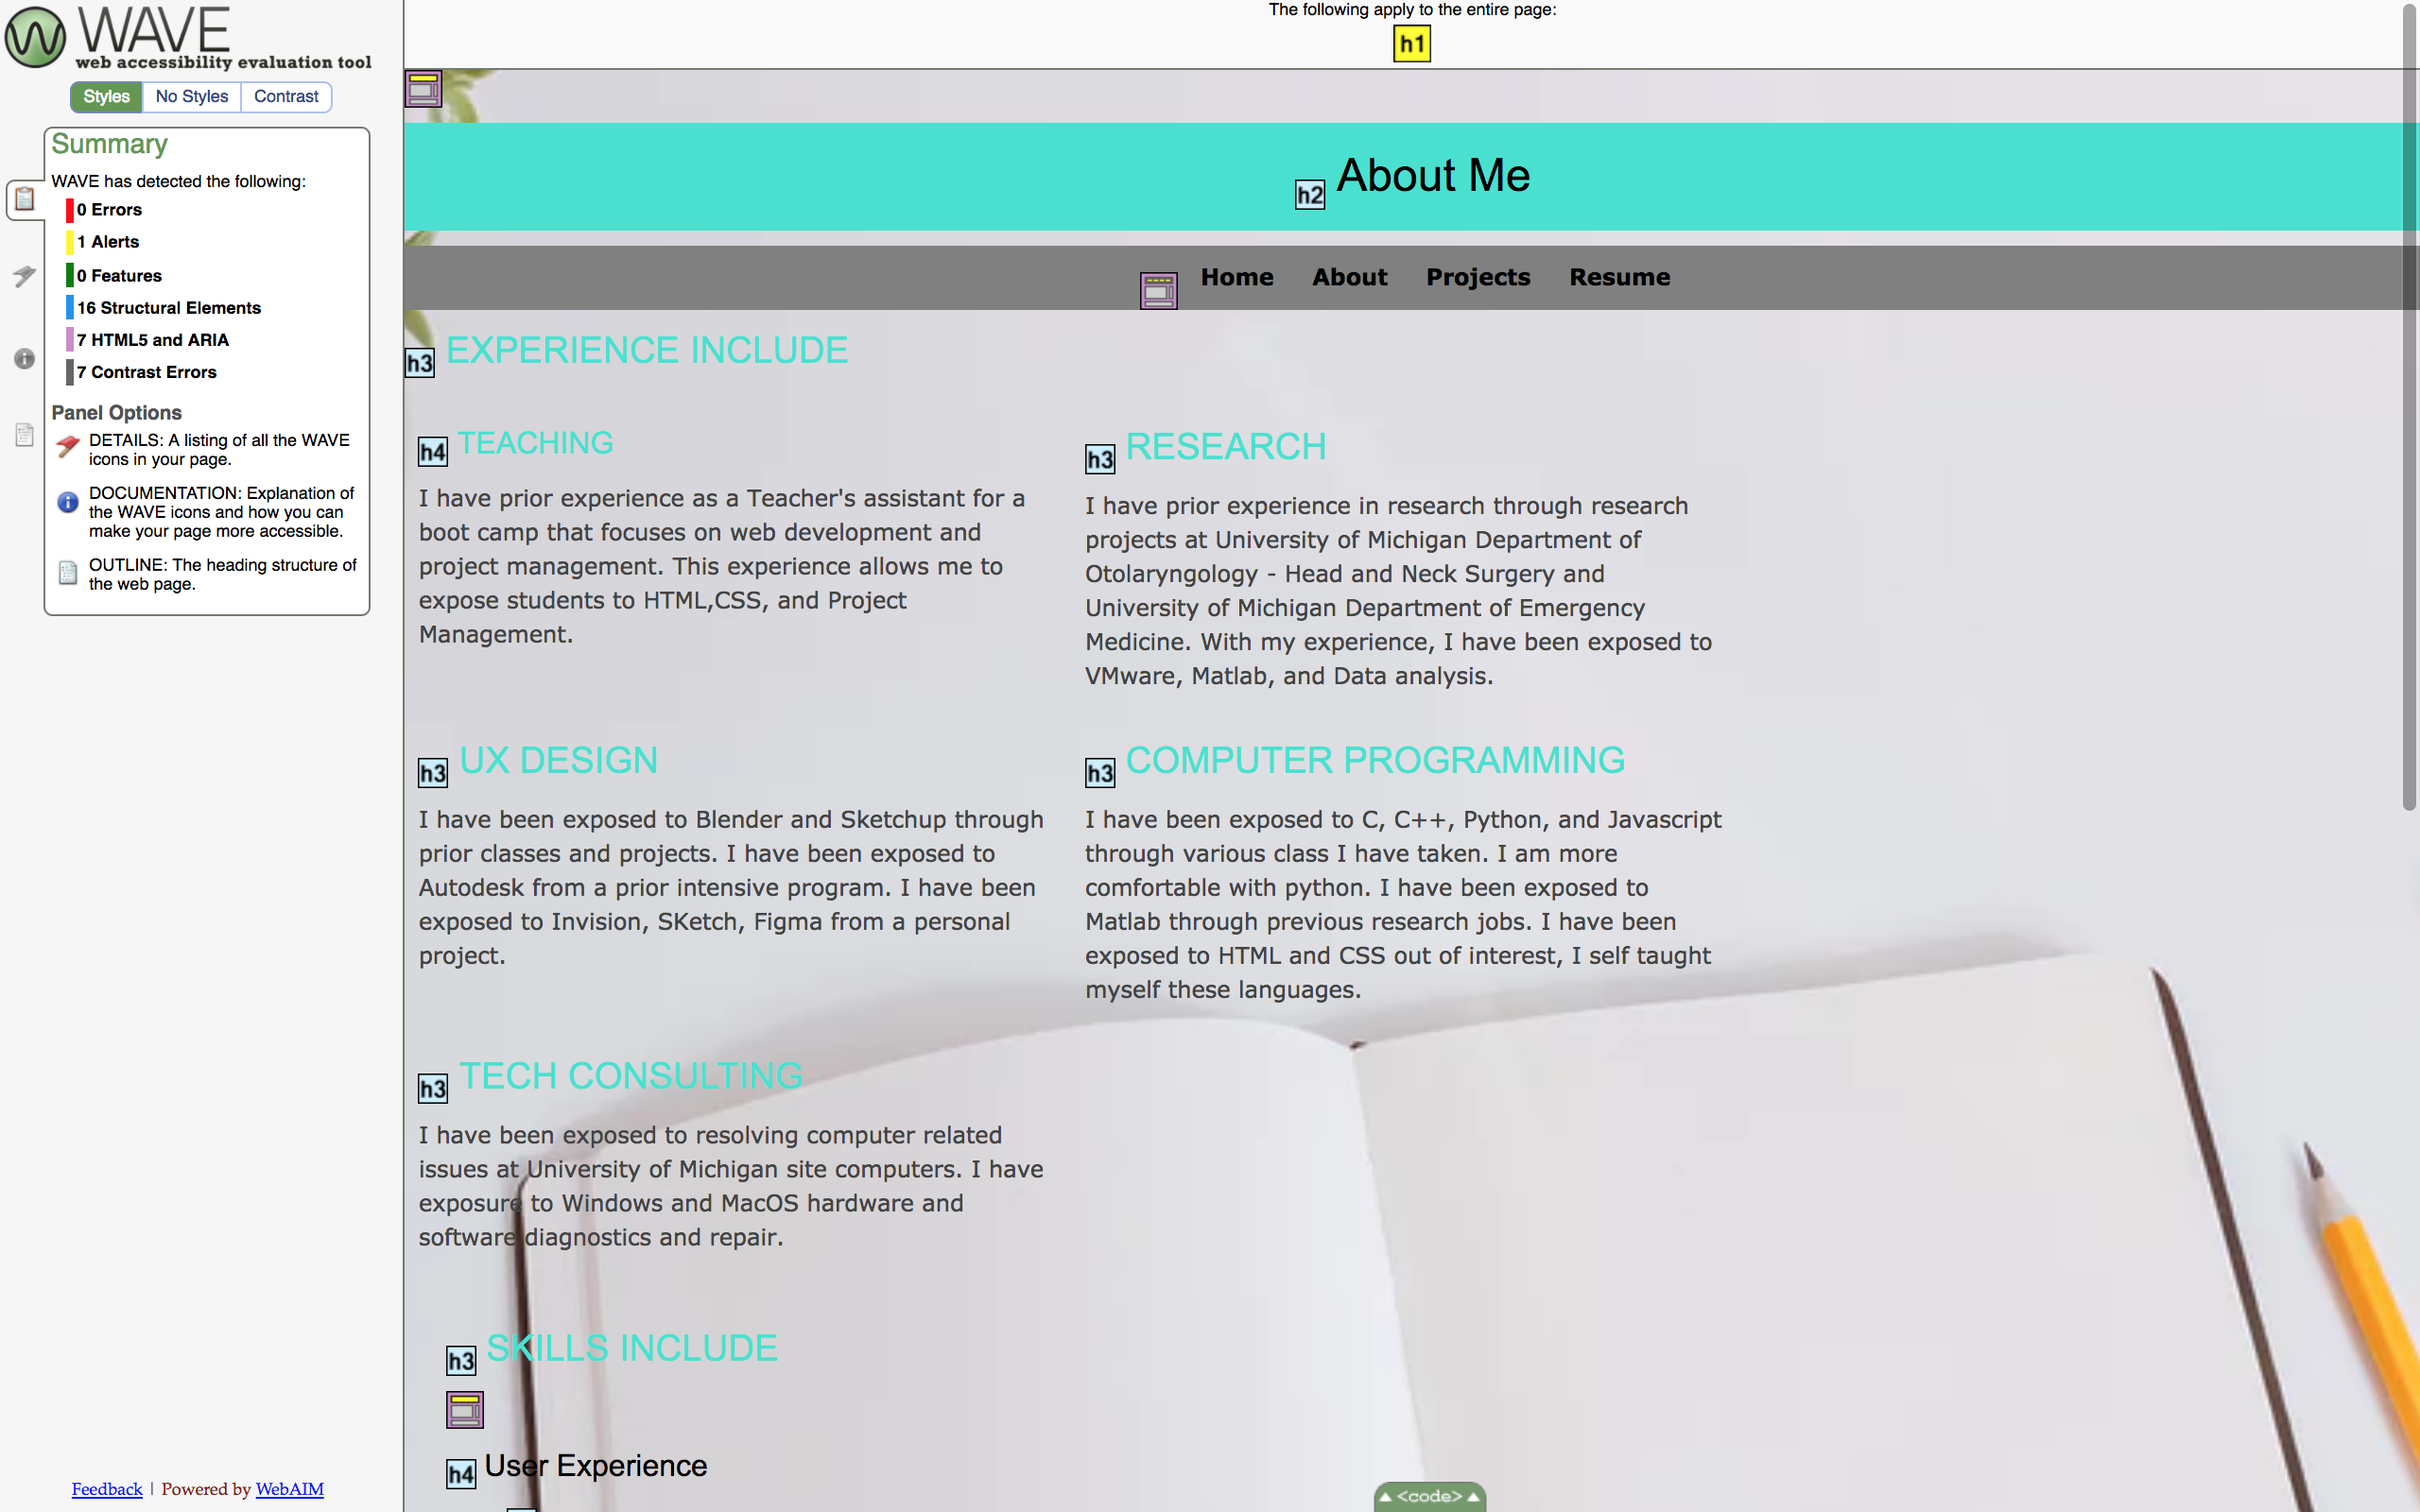 WAVE
web accessibility evaluation tool
Styles No Styles Contrast
Summary
WAVE has detected the following:
0 Errors
1 Alerts
0 Features
16 Structural Elements
7 HTML5 and ARIA
7 Contrast Errors
Panel Options
DETAILS: A listing of all the WAVE
icons in your page.
DOCUMENTATION: Explanation of
the WAVE icons and how you can
make your page more accessible.
OUTLINE: The heading structure of
the web page.
Feedback | Powered by WebAIM
The following apply to the entire page:
h1
h2 About Me
Home About Projects Resume
h3 EXPERIENCE INCLUDE
h4 TEACHING
I have prior experience as a Teacher's assistant for a
boot camp that focuses on web development and
project management. This experience allows me to
expose students to HTML,CSS, and Project
Management.
h3 RESEARCH
I have prior experience in research through research
projects at University of Michigan Department of
Otolaryngology - Head and Neck Surgery and
University of Michigan Department of Emergency
Medicine. With my experience, I have been exposed to
VMware, Matlab, and Data analysis.
h3 UX DESIGN
I have been exposed to Blender and Sketchup through
prior classes and projects. I have been exposed to
Autodesk from a prior intensive program. I have been
exposed to Invision, SKetch, Figma from a personal
project.
h3 COMPUTER PROGRAMMING
I have been exposed to C, C++, Python, and Javascript
through various class I have taken. I am more
comfortable with python. I have been exposed to
Matlab through previous research jobs. I have been
exposed to HTML and CSS out of interest, I self taught
myself these languages.
h3 TECH CONSULTING
I have been exposed to resolving computer related
issues at University of Michigan site computers. I have
exposure to Windows and MacOS hardware and
software diagnostics and repair.
h3 SKILLS INCLUDE
h4 User Experience
<code>